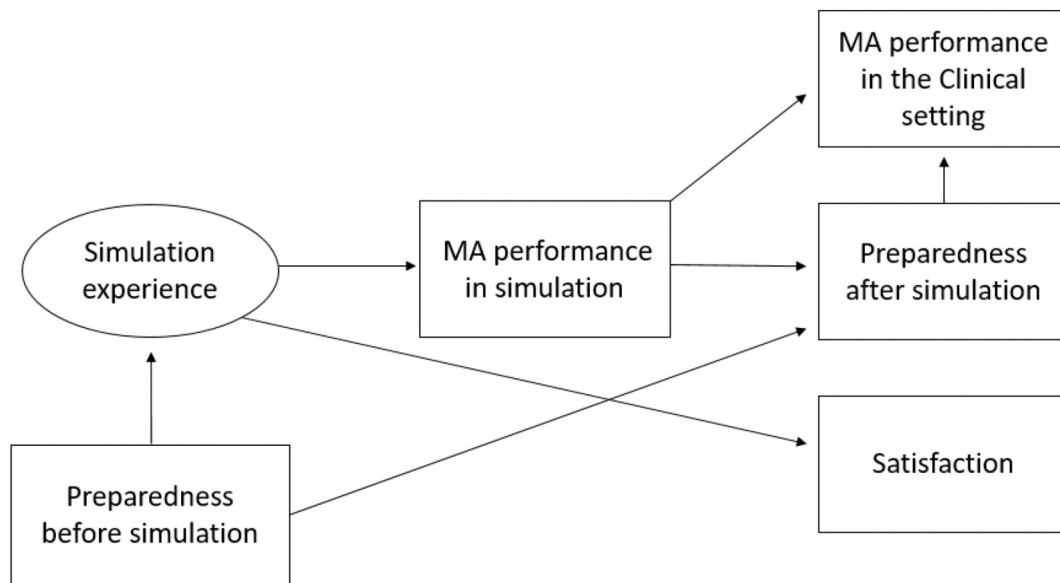 MA performance
in the Clinical
setting
Simulation
experience
MA performance
in simulation
Preparedness
after simulation
Satisfaction
Preparedness
before simulation